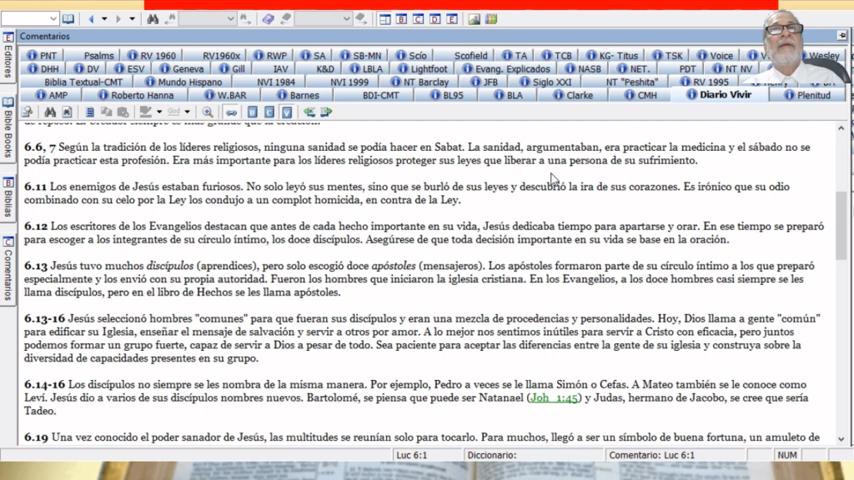 Comentarios
PNT Psalms RV 1960 RV1960x RWP SA SB-MN Scío Scofield TA TCB KG- Titus TSK Voice Wesley
DHH DV ESV Geneva Gill IAV K&D LBLA Lightfoot Evang. Explicados NASB NET. PDT NT NV
Biblia Textual-CMT Mundo Hispano NVI 1984 NVI 1999 NT Barclay JFB Siglo XXI NT "Peshita" RV 1995
AMP Roberto Hanna W.BAR Barnes BDI-CMT BL95 BLA Clarke CMH Diario Vivir Plenitud
Editores
Bible Books
Biblias
Comentarios
de reposo. El Creador siempre es más grande que la creación.
6.6, 7 Según la tradición de los líderes religiosos, ninguna sanidad se podía hacer en Sabat. La sanidad, argumentaban, era practicar la medicina y el sábado no se
podía practicar esta profesión. Era más importante para los líderes religiosos proteger sus leyes que liberar a una persona de su sufrimiento.
6.11 Los enemigos de Jesús estaban furiosos. No solo leyó sus mentes, sino que se burló de sus leyes y descubrió la ira de sus corazones. Es irónico que su odio
combinado con su celo por la Ley los condujo a un complot homicida, en contra de la Ley.
6.12 Los escritores de los Evangelios destacan que antes de cada hecho importante en su vida, Jesús dedicaba tiempo para apartarse y orar. En ese tiempo se preparó
para escoger a los integrantes de su círculo íntimo, los doce discípulos. Asegúrese de que toda decisión importante en su vida se base en la oración.
6.13 Jesús tuvo muchos discípulos (aprendices), pero solo escogió doce apóstoles (mensajeros). Los apóstoles formaron parte de su círculo íntimo a los que preparó
especialmente y los envió con su propia autoridad. Fueron los hombres que iniciaron la iglesia cristiana. En los Evangelios, a los doce hombres casi siempre se les
llama discípulos, pero en el libro de Hechos se les llama apóstoles.
6.13-16 Jesús seleccionó hombres "comunes" para que fueran sus discípulos y eran una mezcla de procedencias y personalidades. Hoy, Dios llama a gente "común"
para edificar su Iglesia, enseñar el mensaje de salvación y servir a otros por amor. A lo mejor nos sentimos inútiles para servir a Cristo con eficacia, pero juntos
podemos formar un grupo fuerte, capaz de servir a Dios a pesar de todo. Sea paciente para aceptar las diferencias entre la gente de su iglesia y construya sobre la
diversidad de capacidades presentes en su grupo.
6.14-16 Los discípulos no siempre se les nombra de la misma manera. Por ejemplo, Pedro a veces se le llama Simón o Cefas. A Mateo también se le conoce como
Leví. Jesús dio a varios de sus discípulos nombres nuevos. Bartolomé, se piensa que puede ser Natanael (Joh_1:45) y Judas, hermano de Jacobo, se cree que sería
Tadeo.
6.19 Una vez conocido el poder sanador de Jesús, las multitudes se reunían solo para tocarlo. Para muchos, llegó a ser un símbolo de buena fortuna, un amuleto de
Luc 6:1 Diccionario: Comentario: Luc 6:1 NUM